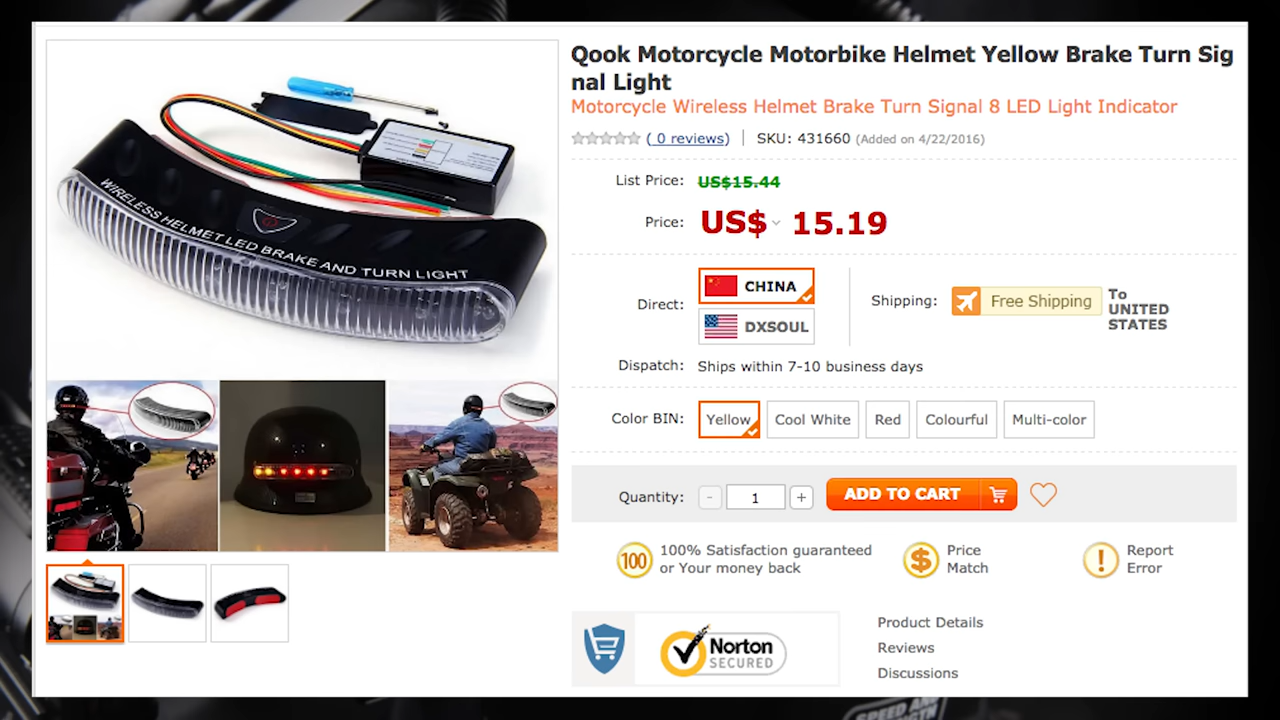 Qook Motorcycle Motorbike Helmet Yellow Brake Turn Sig
nal Light
Motorcycle Wireless Helmet Brake Turn Signal 8 LED Light Indicator
( 0 reviews) | SKU: 431660 (Added on 4/22/2016)
List Price: US$15.44
Price: US$ 15.19
Direct: CHINA
DXSOUL
Shipping: Free Shipping To
UNITED
STATES
Dispatch: Ships within 7-10 business days
Color BIN: Yellow Cool White Red Colourful Multi-color
Quantity: - 1 + ADD TO CART
100 100% Satisfaction guaranteed
or Your money back
$ Price
Match
! Report
Error
Norton
SECURED
Product Details
Reviews
Discussions
WIRELESS HELMET LED BRAKE AND TURN LIGHT
SPEED AND